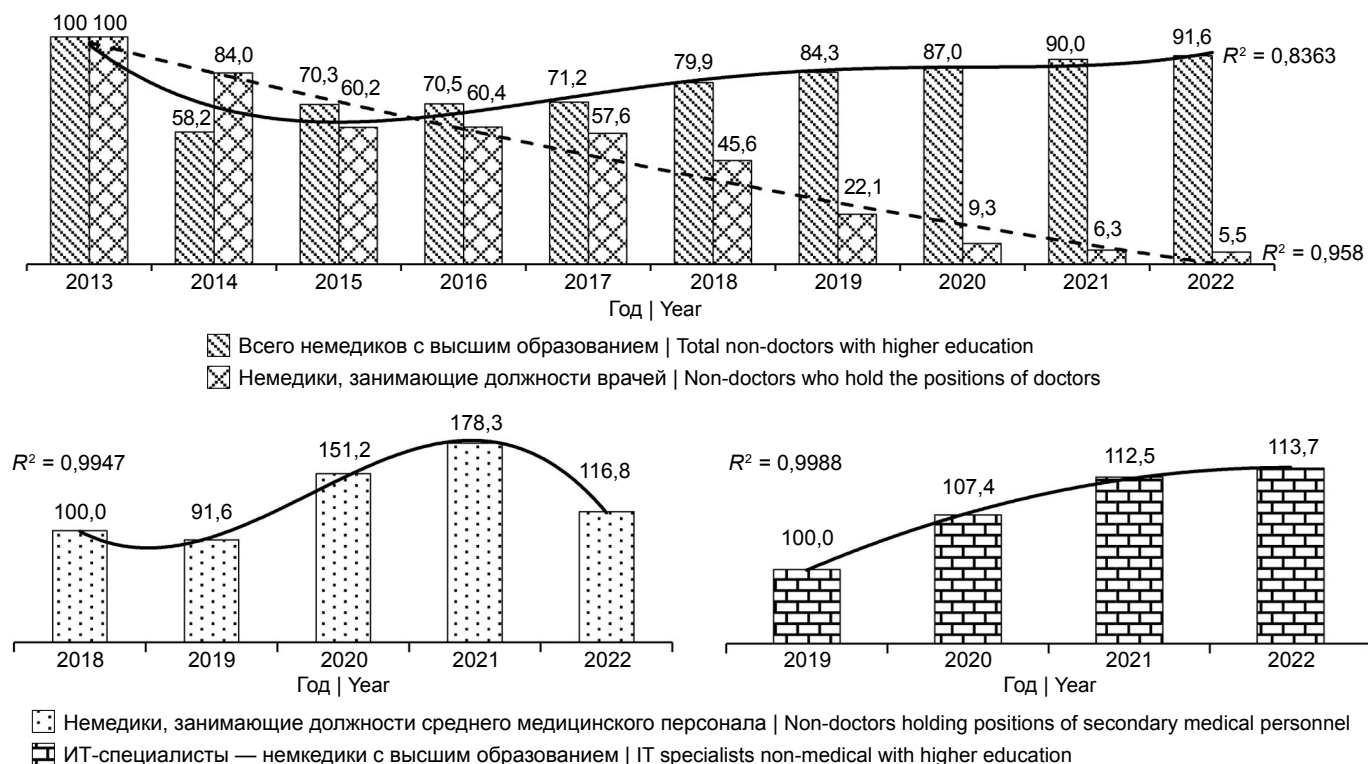 100 100
58,2 84,0
70,3 60,2
70,5 60,4
71,2 57,6
79,9 45,6
84,3 22,1
87,0 9,3
90,0 6,3
91,6 5,5
R² = 0,8363
R² = 0,958
2013 2014 2015 2016 2017 2018 2019 2020 2021 2022
Год | Year
Всего немедиков с высшим образованием | Total non-doctors with higher education
Немедики, занимающие должности врачей | Non-doctors who hold the positions of doctors
R² = 0,9947
100,0 91,6 151,2 178,3 116,8
2018 2019 2020 2021 2022
Год | Year
R² = 0,9988
100,0 107,4 112,5 113,7
2019 2020 2021 2022
Год | Year
Немедики, занимающие должности среднего медицинского персонала | Non-doctors holding positions of secondary medical personnel
ИТ-специалисты — немкедики с высшим образованием | IT specialists non-medical with higher education